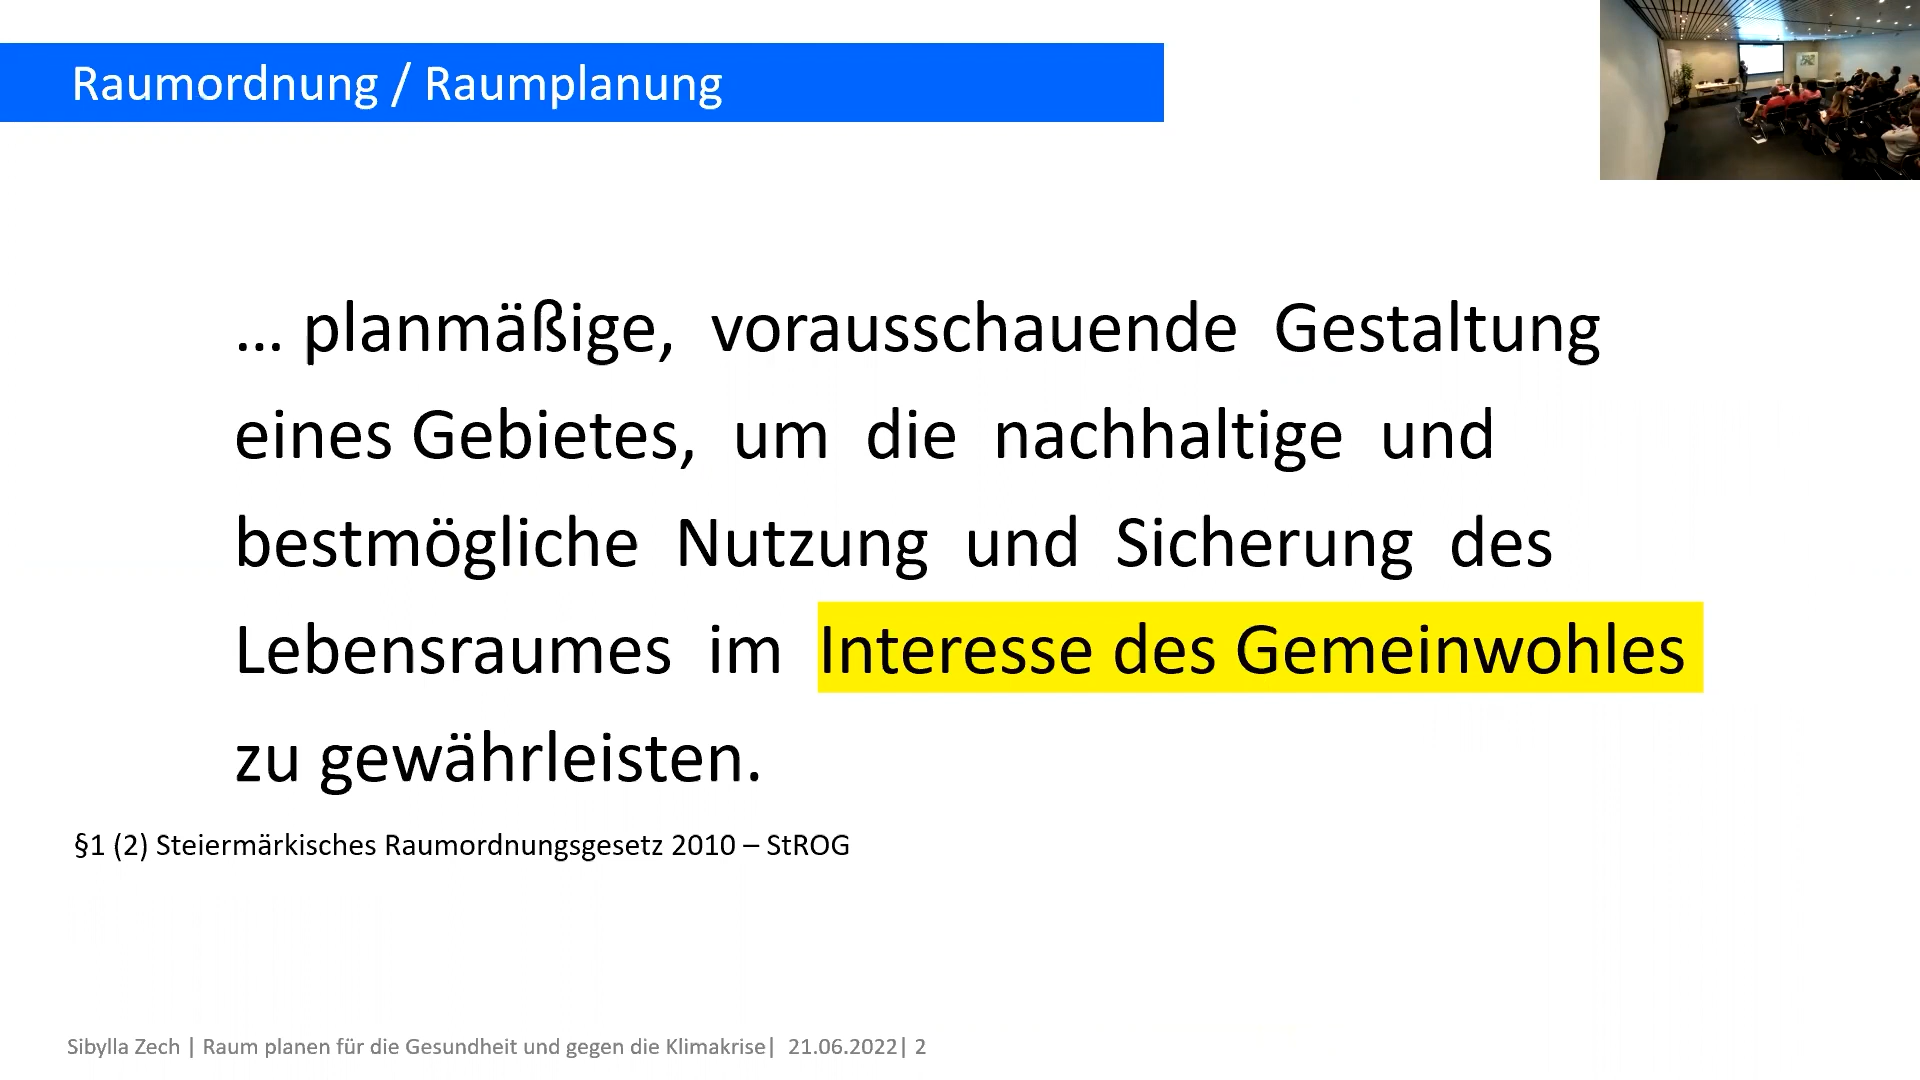 Raumordnung / Raumplanung
... planmäßige, vorausschauende Gestaltung
eines Gebietes, um die nachhaltige und
bestmögliche Nutzung und Sicherung des
Lebensraumes im Interesse des Gemeinwohles
zu gewährleisten.
§1 (2) Steiermärkisches Raumordnungsgesetz 2010 – StROG
Sibylla Zech | Raum planen für die Gesundheit und gegen die Klimakrise| 21.06.2022| 2